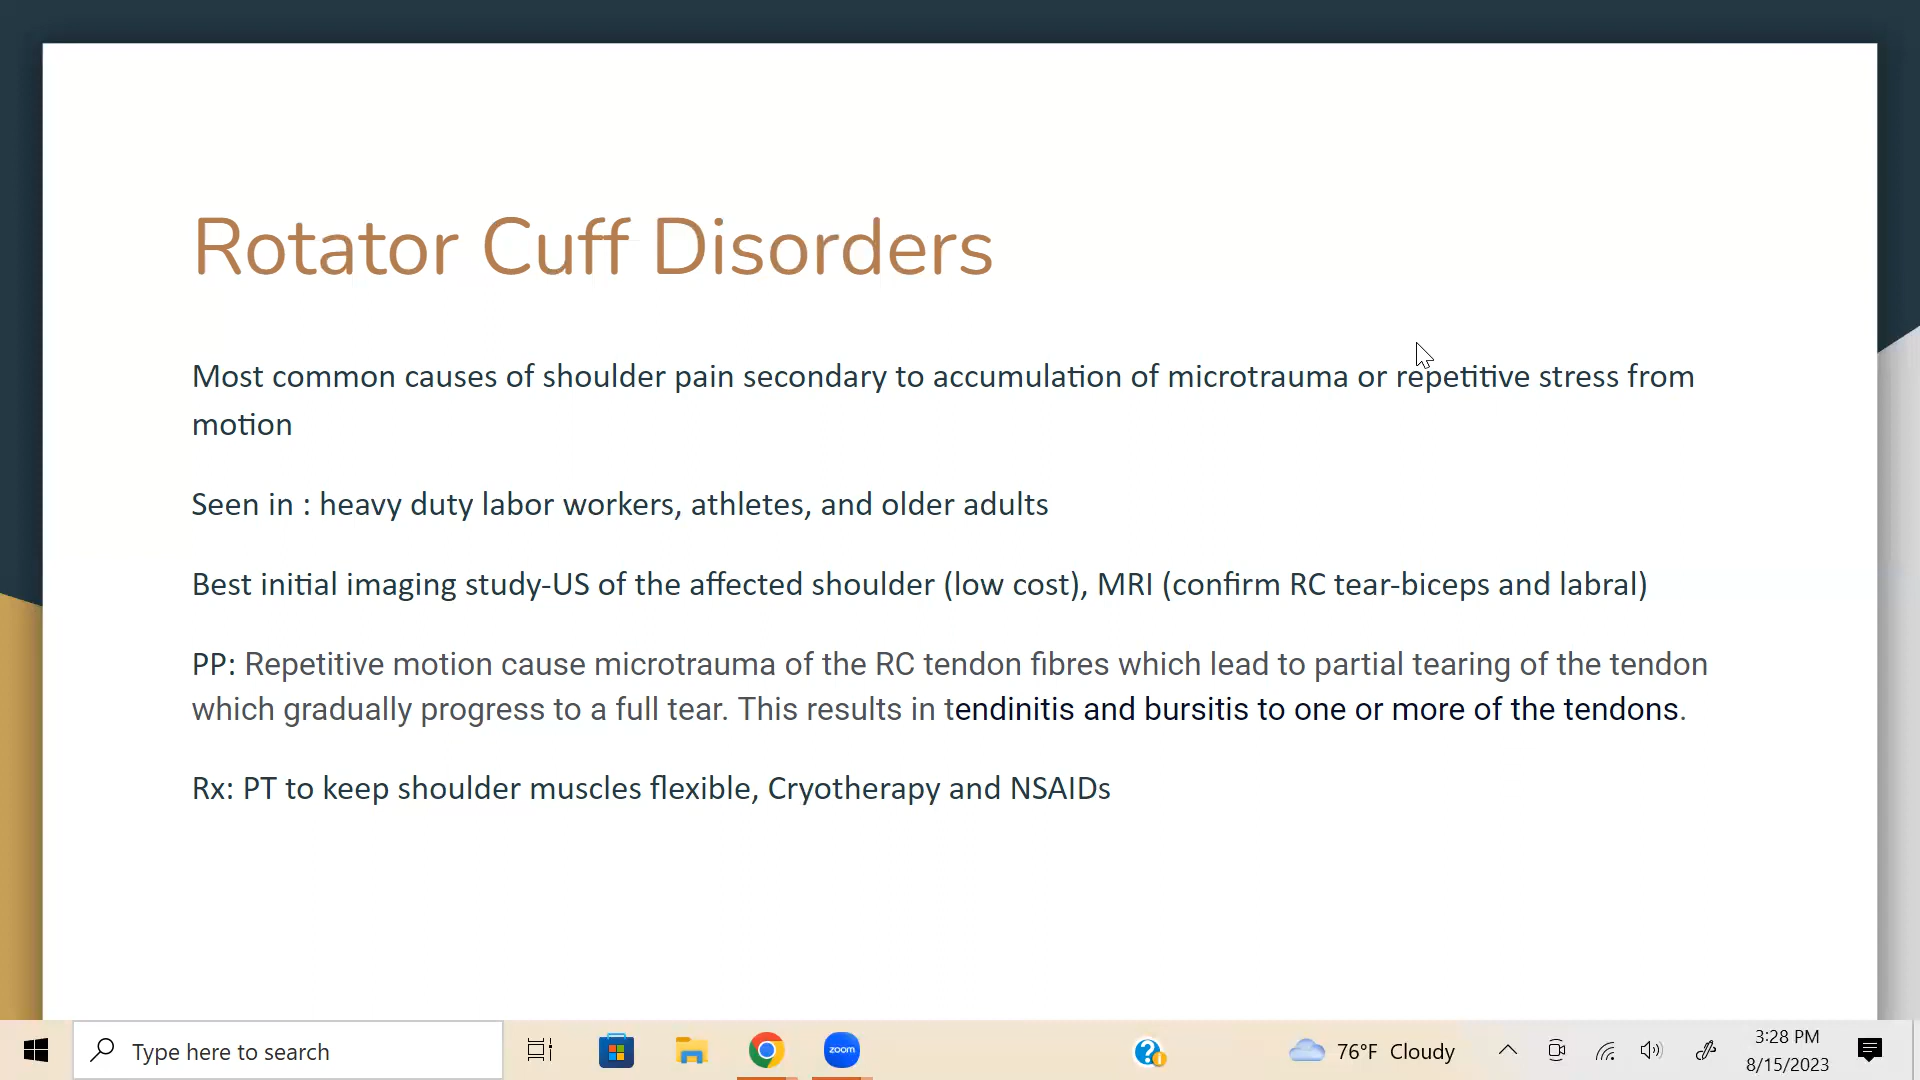 Rotator Cuff Disorders
Most common causes of shoulder pain secondary to accumulation of microtrauma or repetitive stress from
motion
Seen in : heavy duty labor workers, athletes, and older adults
Best initial imaging study-US of the affected shoulder (low cost), MRI (confirm RC tear-biceps and labral)
PP: Repetitive motion cause microtrauma of the RC tendon fibres which lead to partial tearing of the tendon
which gradually progress to a full tear. This results in tendinitis and bursitis to one or more of the tendons.
Rx: PT to keep shoulder muscles flexible, Cryotherapy and NSAIDs
Type here to search
zoom
76°F Cloudy
3:28 PM
8/15/2023